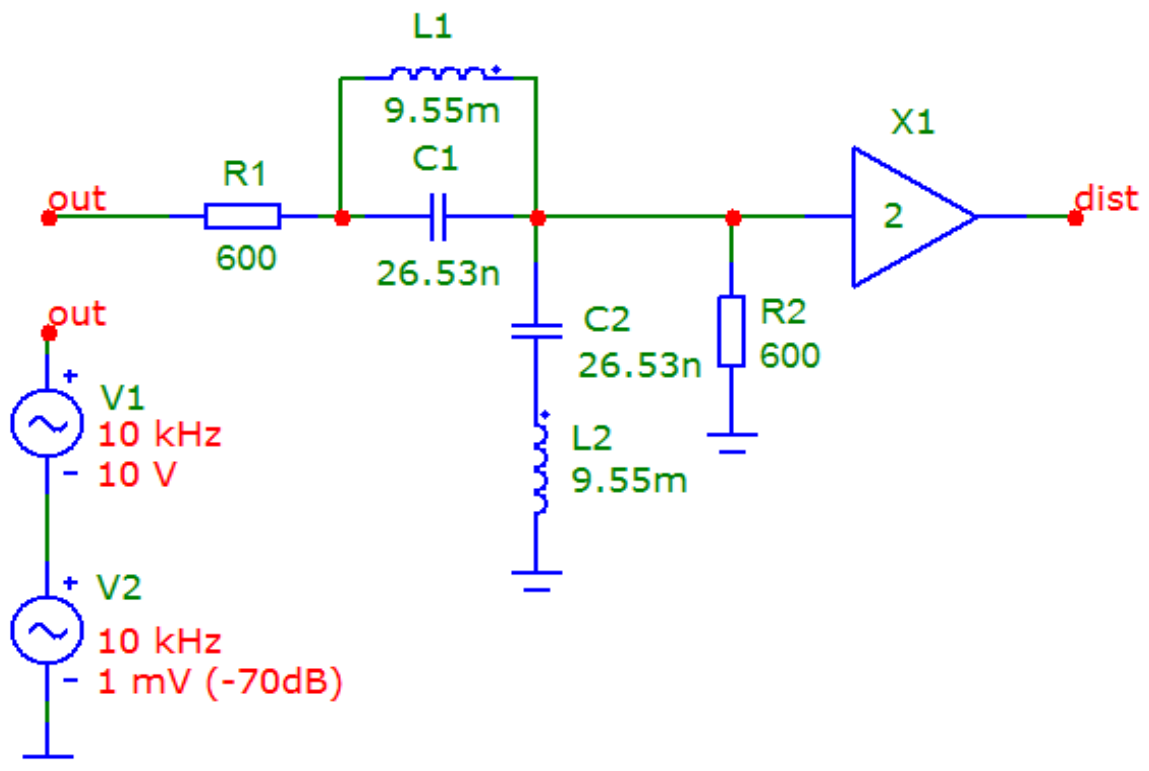 L1
9.55m
C1
26.53n
R1
600
out
X1
2
dist
out
V1
10 kHz
10 V
C2
26.53n
R2
600
L2
9.55m
V2
10 kHz
1 mV (-70dB)